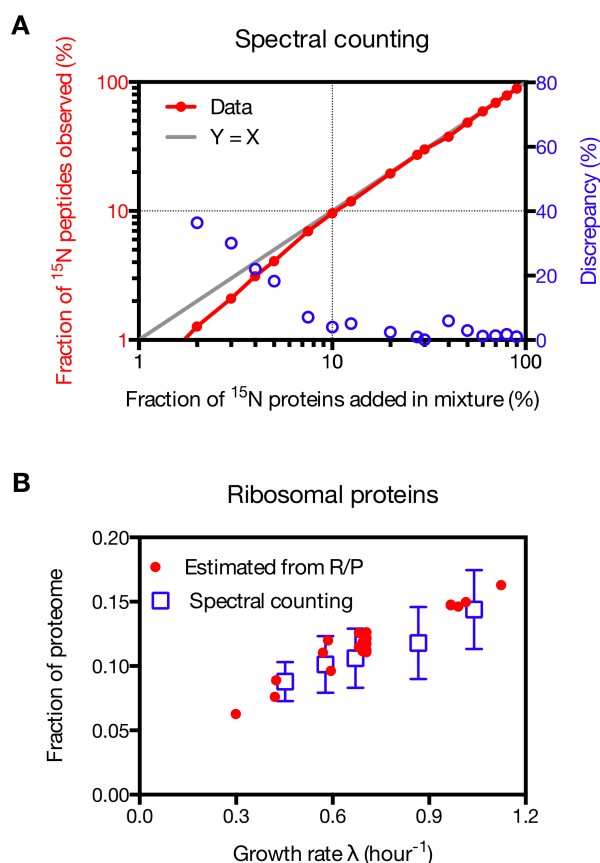 A
Spectral counting
Fraction of ¹⁵N peptides observed (%)
100
10
1
Data
Y = X
80
60
40
20
0
Discrepancy (%)
1
10
100
Fraction of ¹⁵N proteins added in mixture (%)
B
Ribosomal proteins
Fraction of proteome
0.20
0.15
0.10
0.05
0.00
Estimated from R/P
Spectral counting
0.0
0.3
0.6
0.9
1.2
Growth rate λ (hour⁻¹)